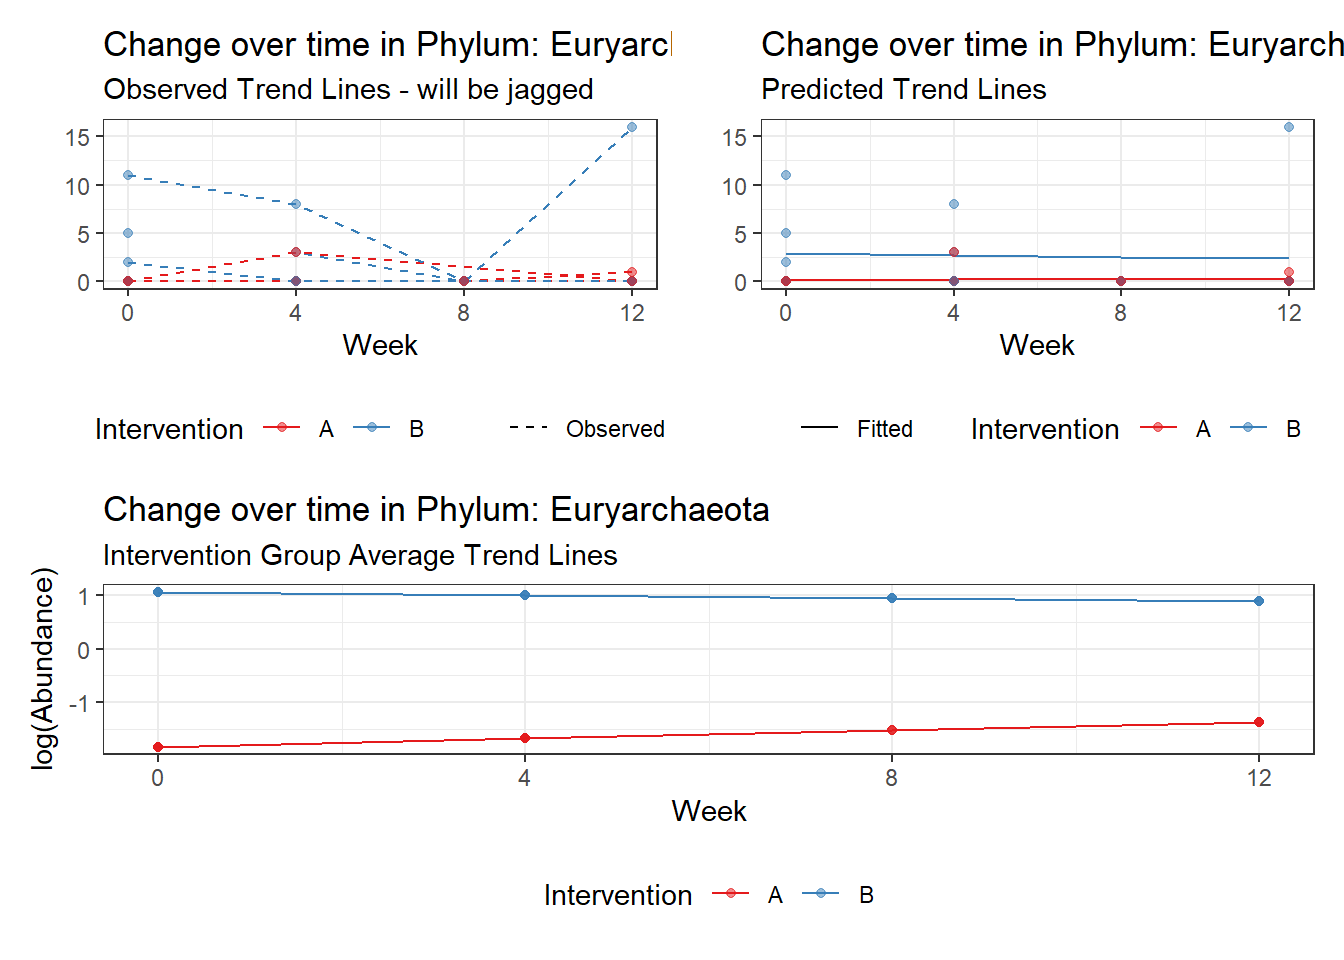 Change over time in Phylum: Euryarc
Observed Trend Lines - will be jagged
15
10
5
0
0 4 8 12
Week
Intervention A B Observed
Change over time in Phylum: Euryarch
Predicted Trend Lines
15
10
5
0
0 4 8 12
Week
Fitted Intervention A B
Change over time in Phylum: Euryarchaeota
Intervention Group Average Trend Lines
log(Abundance)
1
0
-1
0 4 8 12
Week
Intervention A B